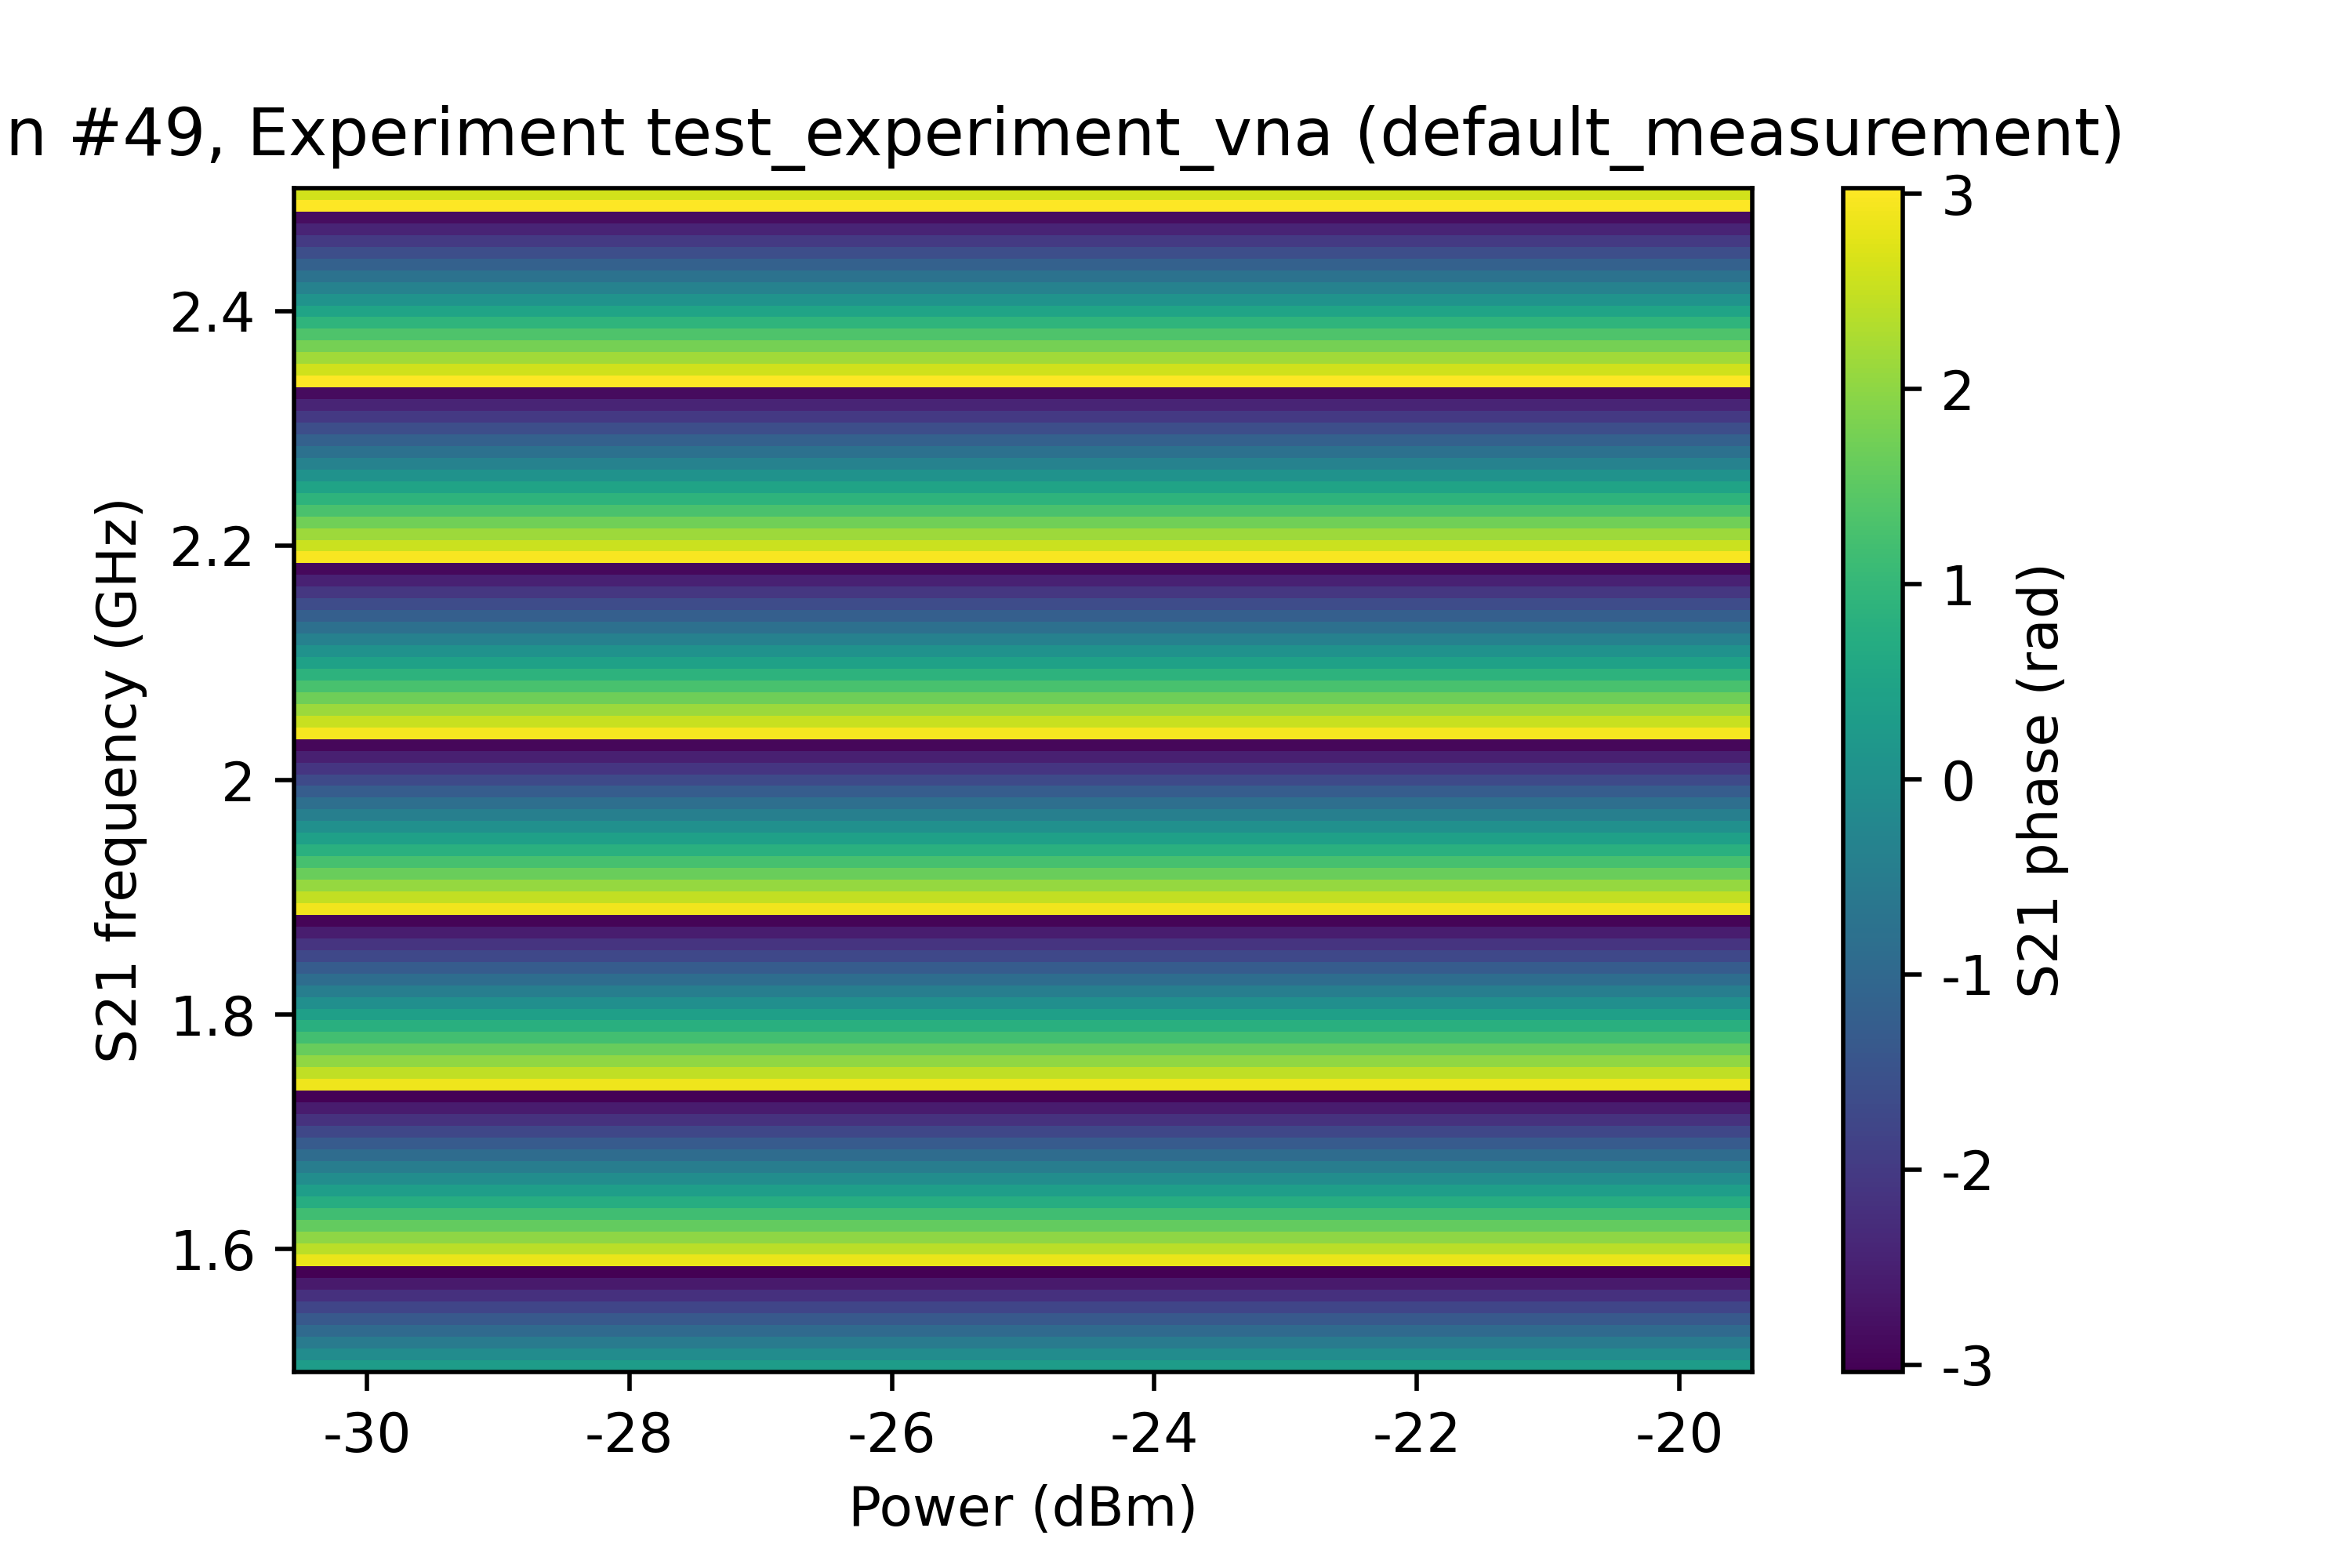 n #49, Experiment test_experiment_vna (default_measurement)
S21 frequency (GHz)
2.4
2.2
2
1.8
1.6
-30 -28 -26 -24 -22 -20
Power (dBm)
3
2
1
0
-1
-2
-3
S21 phase (rad)